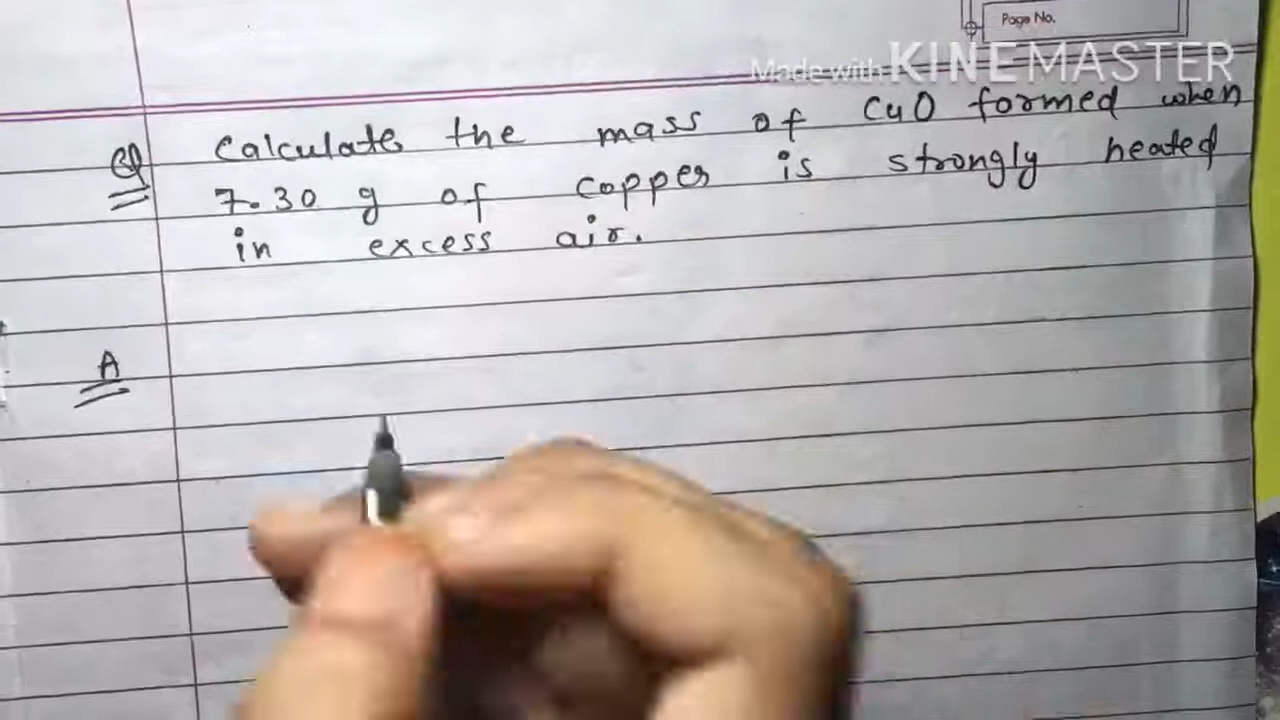 Page No.
Made with KINEMASTER
Q Calculate the mass of CuO formed when
7.30 g of copper is strongly heated
in excess air.
A